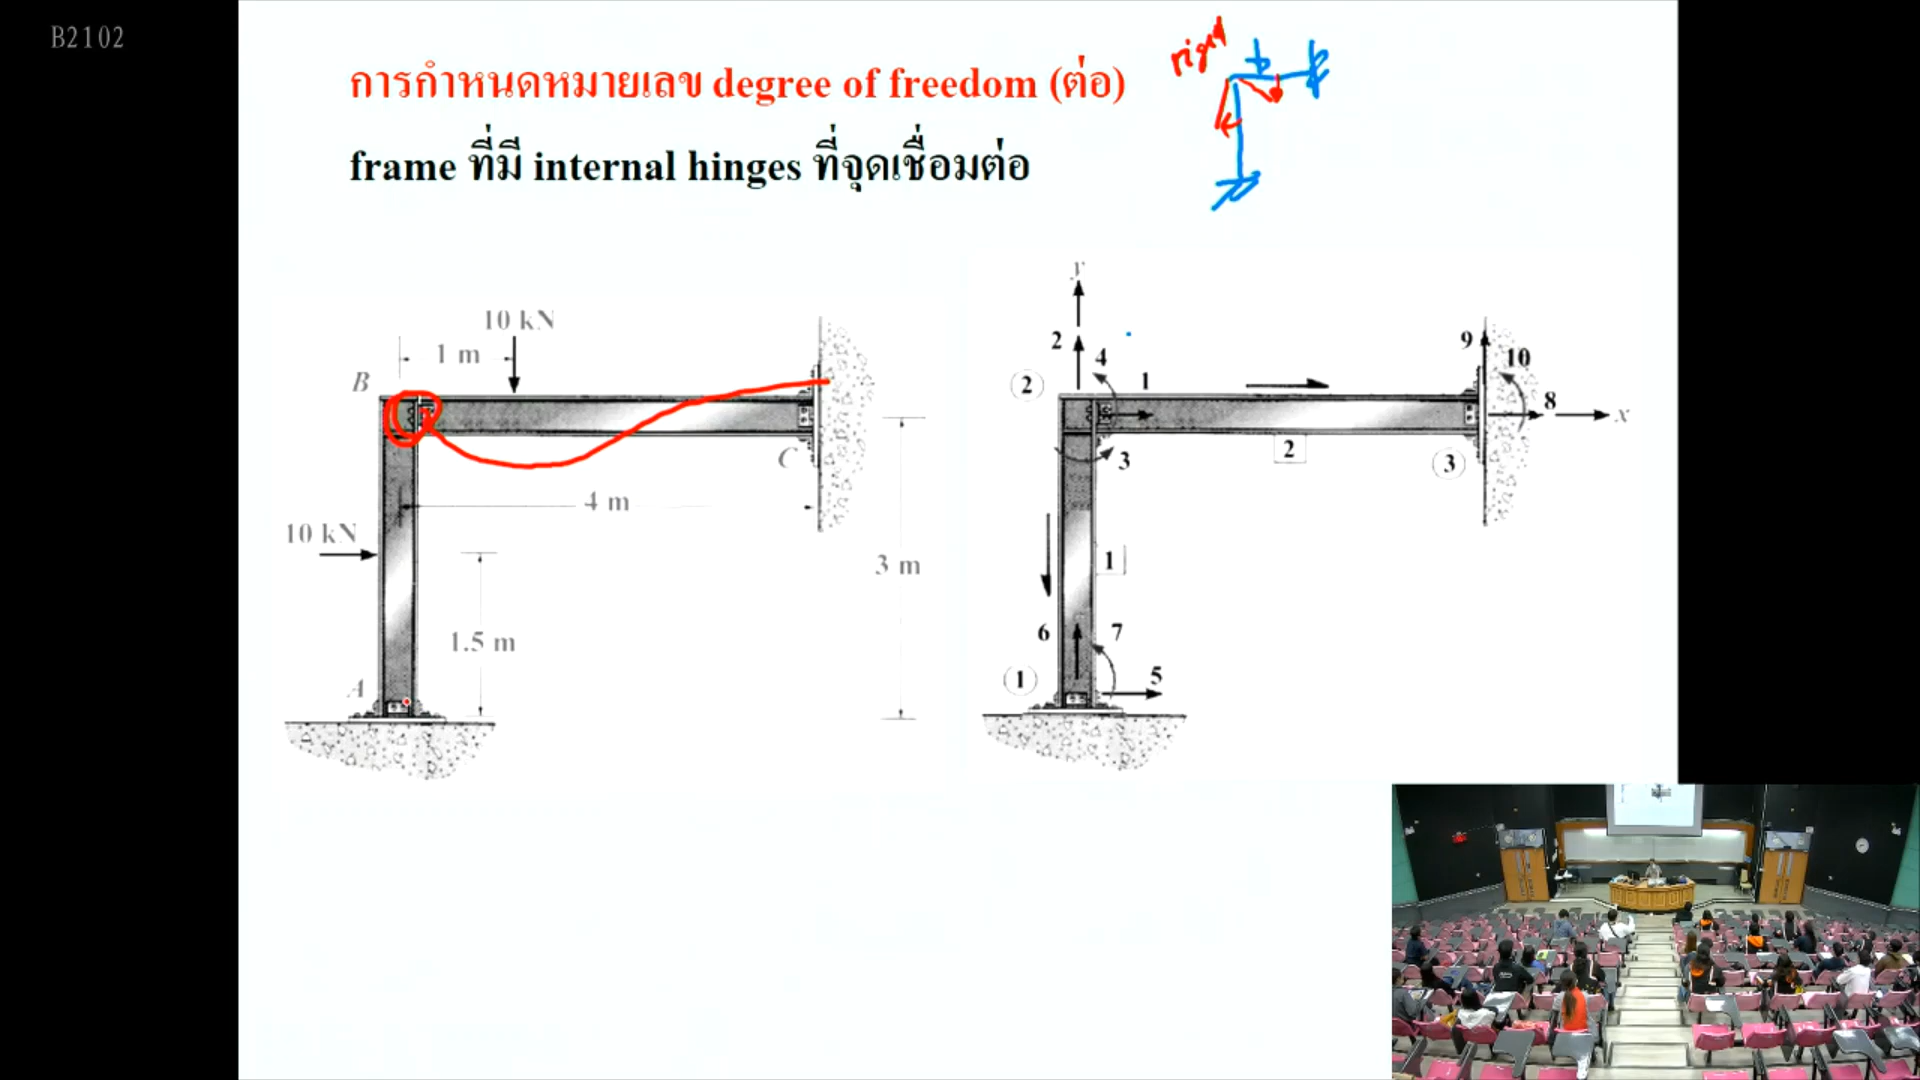 B2102
การกำหนดหมายเลข degree of freedom (ต่อ)
frame ที่มี internal hinges ที่จุดเชื่อมต่อ
rigid
10 kN
1 m
B
C
4 m
10 kN
3 m
1.5 m
A
y
2
4
2
1
3
2
9
10
8
x
3
1
6
7
1
5